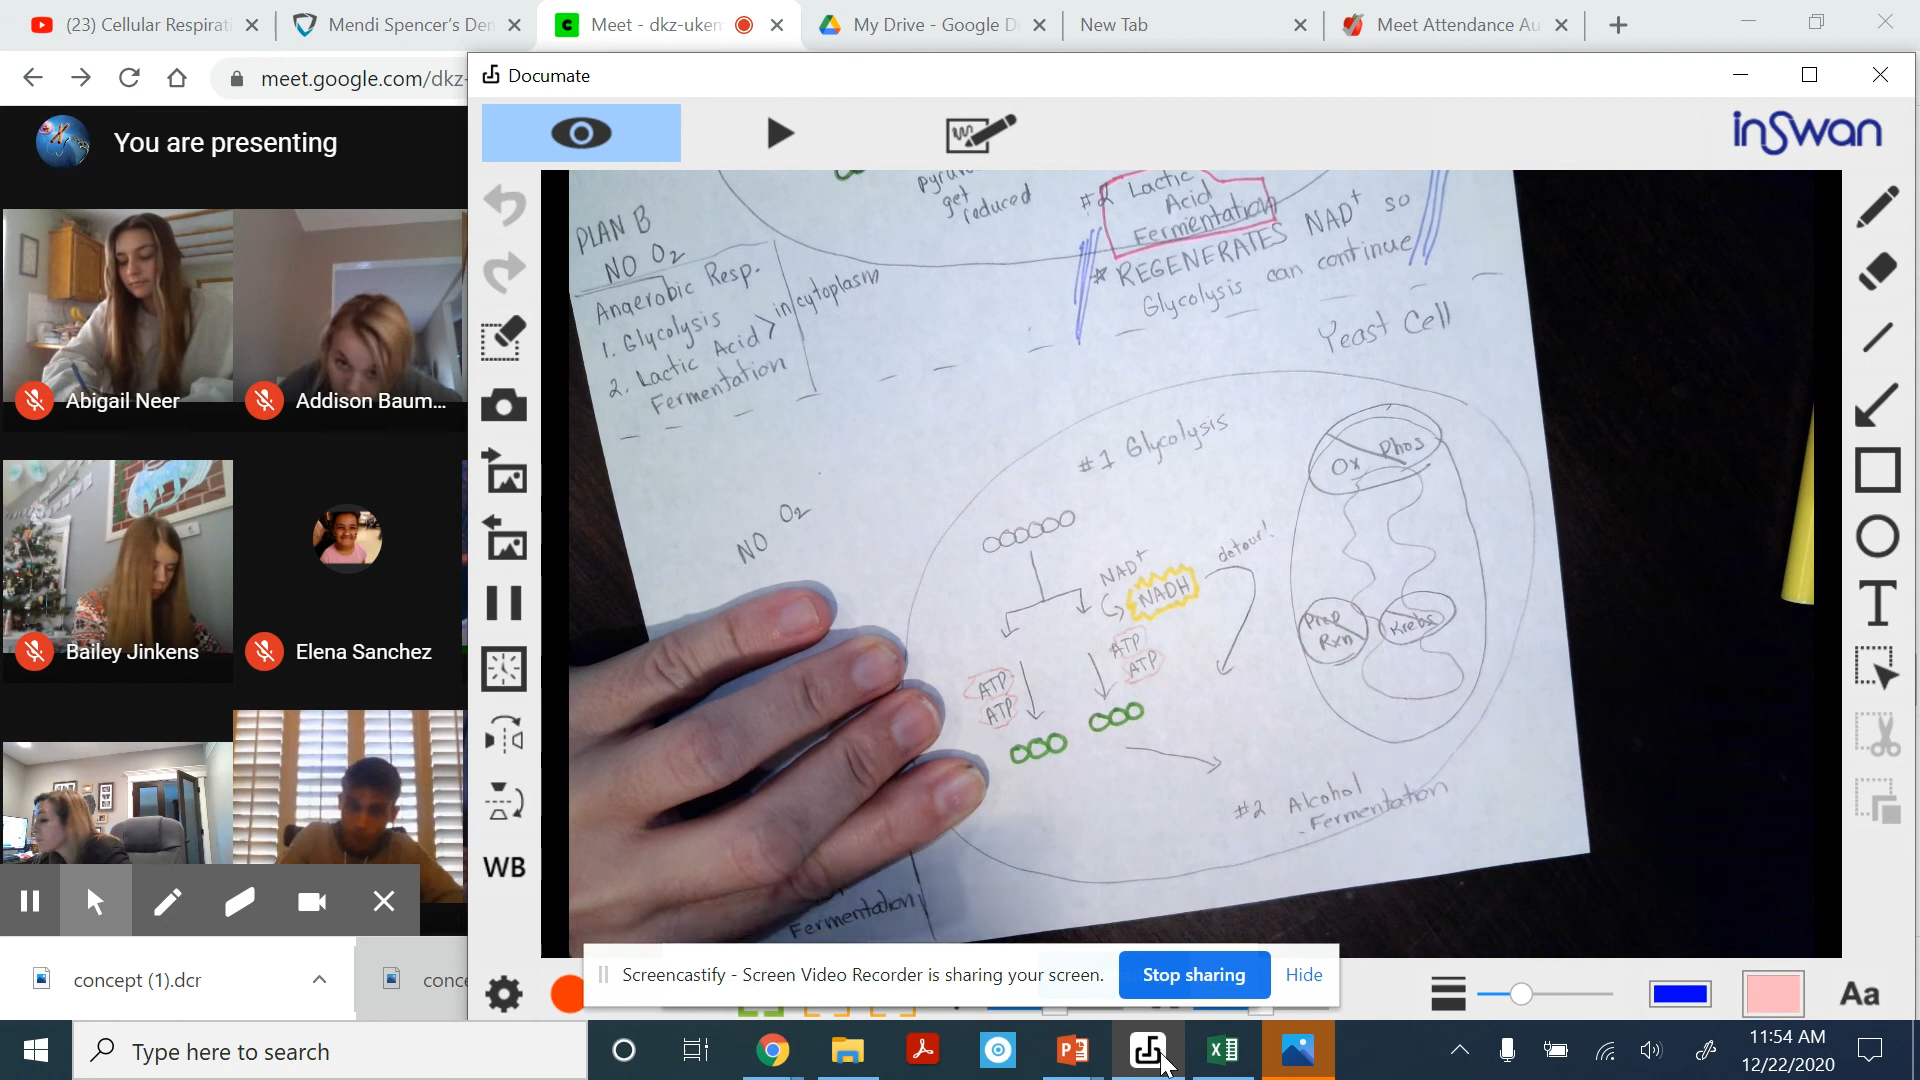 (23) Cellular Respirati
Mendi Spencer's Den
Meet - dkz-ukem
My Drive - Google D
New Tab
Meet Attendance Au
meet.google.com/dkz-
Documate
inSwan
You are presenting
Abigail Neer
Addison Baum...
Bailey Jinkens
Elena Sanchez
get
reduced
#2 Lactic
Acid
Fermentation
* REGENERATES NAD+ so
Glycolysis can continue
PLAN B
NO O2
Anaerobic Resp.
1. Glycolysis
2. Lactic Acid > in cytoplasm
Fermentation
Yeast Cell
#1 Glycolysis
NO O2
NAD+
NADH
detour!
ATP
ATP
ATP
ATP
Ox Phos
Prep
Rxn
Krebs
#2 Alcohol
Fermentation
Fermentation
WB
T
Aa
concept (1).dcr
conce
Screencastify - Screen Video Recorder is sharing your screen.
Stop sharing
Hide
Type here to search
11:54 AM
12/22/2020